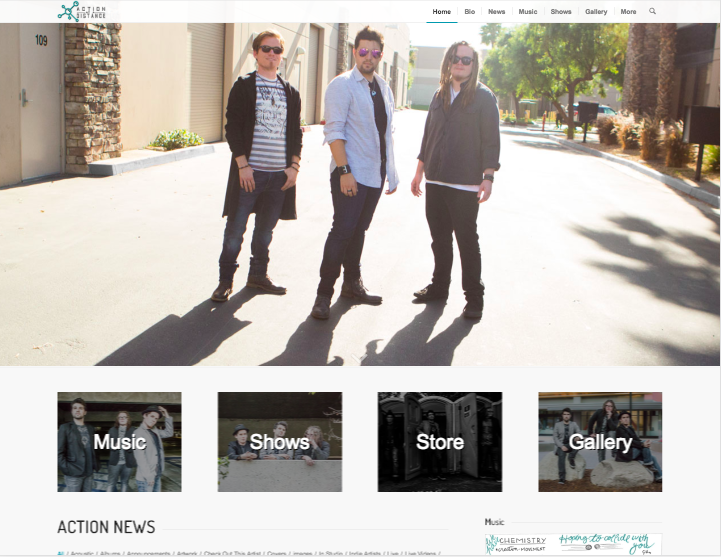 ACTION
DISTANCE
Home Bio News Music Shows Gallery More
109
Music
Shows
Store
Gallery
ACTION NEWS
Music
All / Acoustic / Albums / Announcements / Artwork / Check Out This Artist / Covers / Images / In Studio / Indie Artists / Live / Live Videos /
CHEMISTRY
MOVEMENT
Hoping to collide with
you